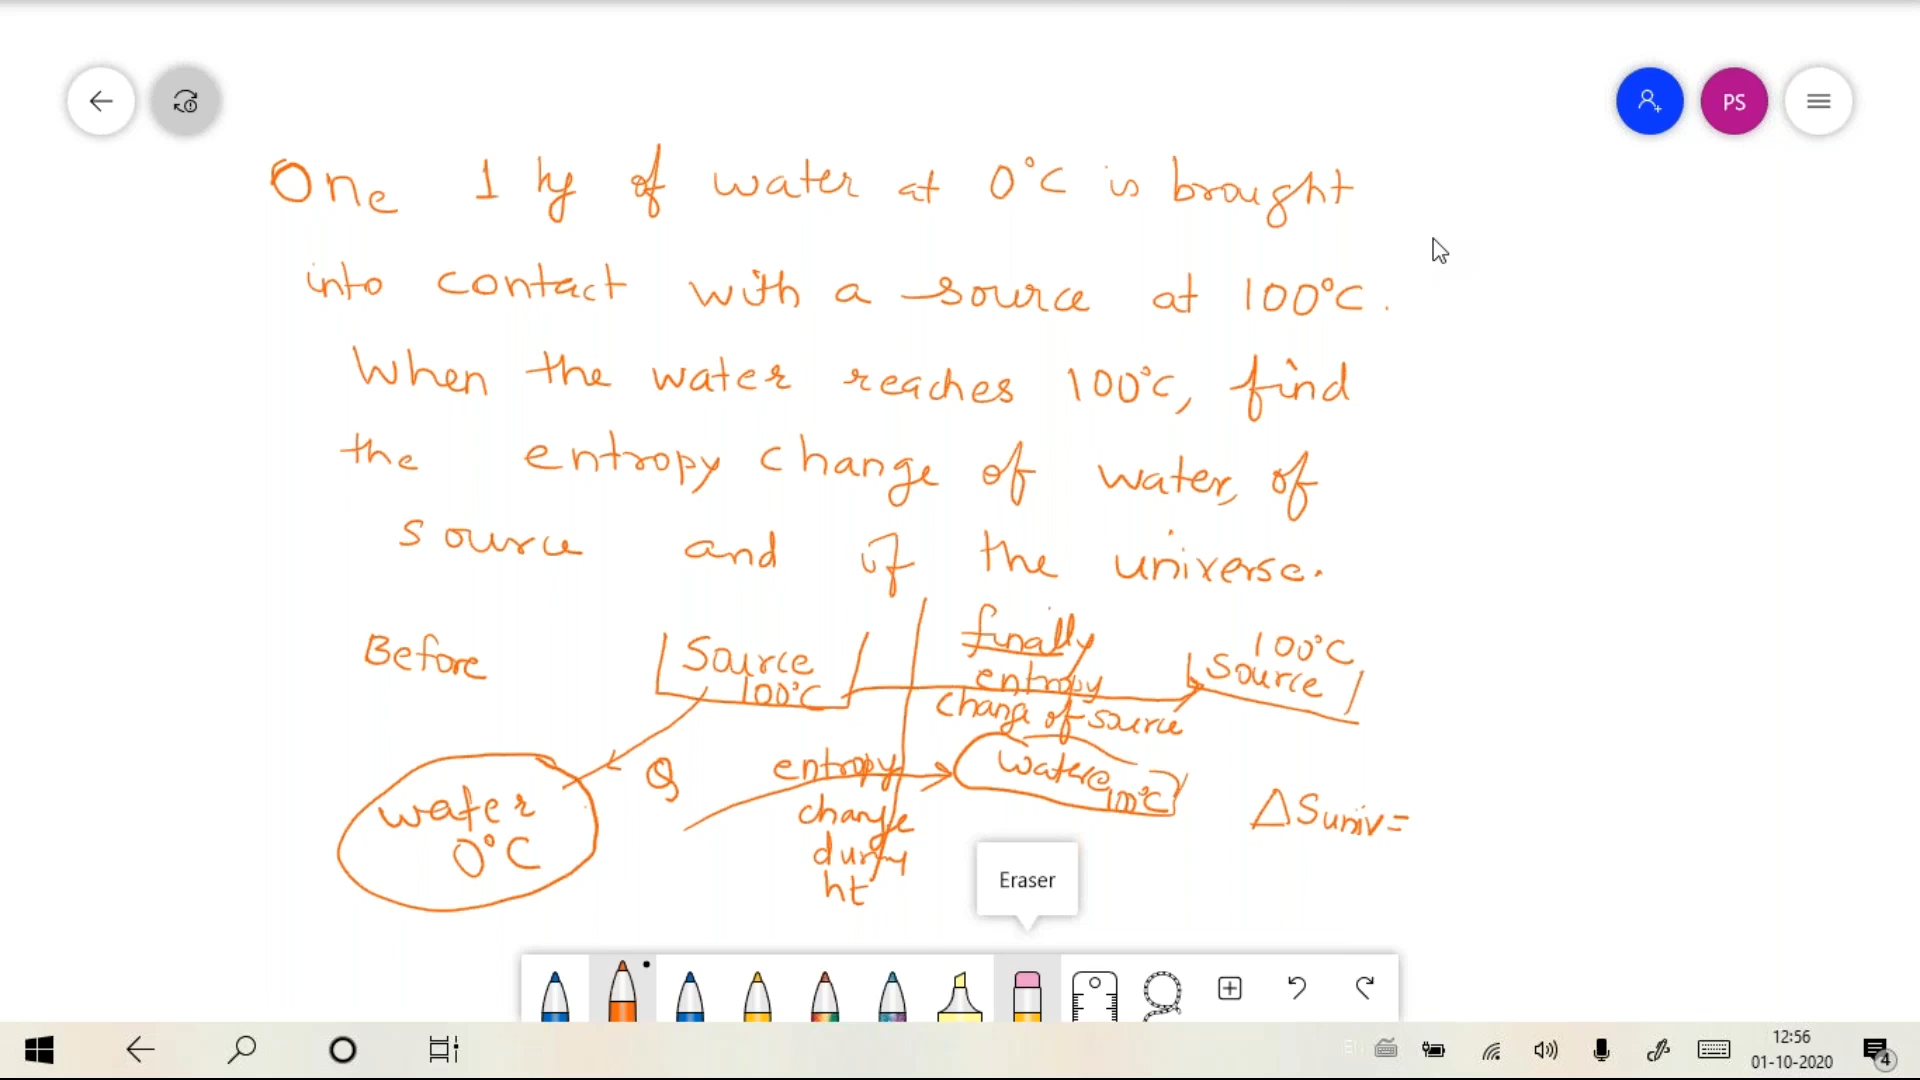 PS
One 1 kg of water at 0°C is brought
into contact with a source at 100°C.
When the water reaches 100°C, find
the entropy change of water, of
source and of the universe.
Before
Source
100°C
finally
entropy
change of source
100°C
Source
water
0°C
Q
entropy
change
during
ht
water
100°C
ΔSuniv=
Eraser
12:56
01-10-2020
4